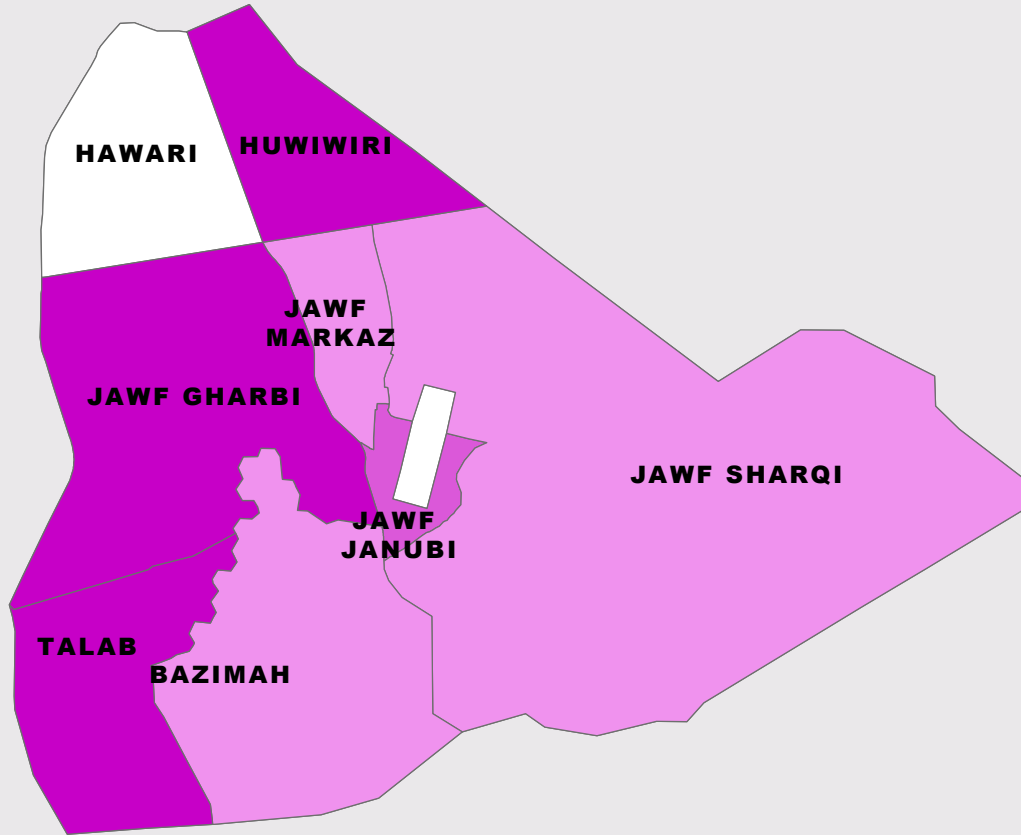 HUWIWIRI
HAWARI
JAWF
MARKAZ
JAWF GHARBI
JAWF SHARQI
JAWF
JANUBI
TALAB
BAZIMAH